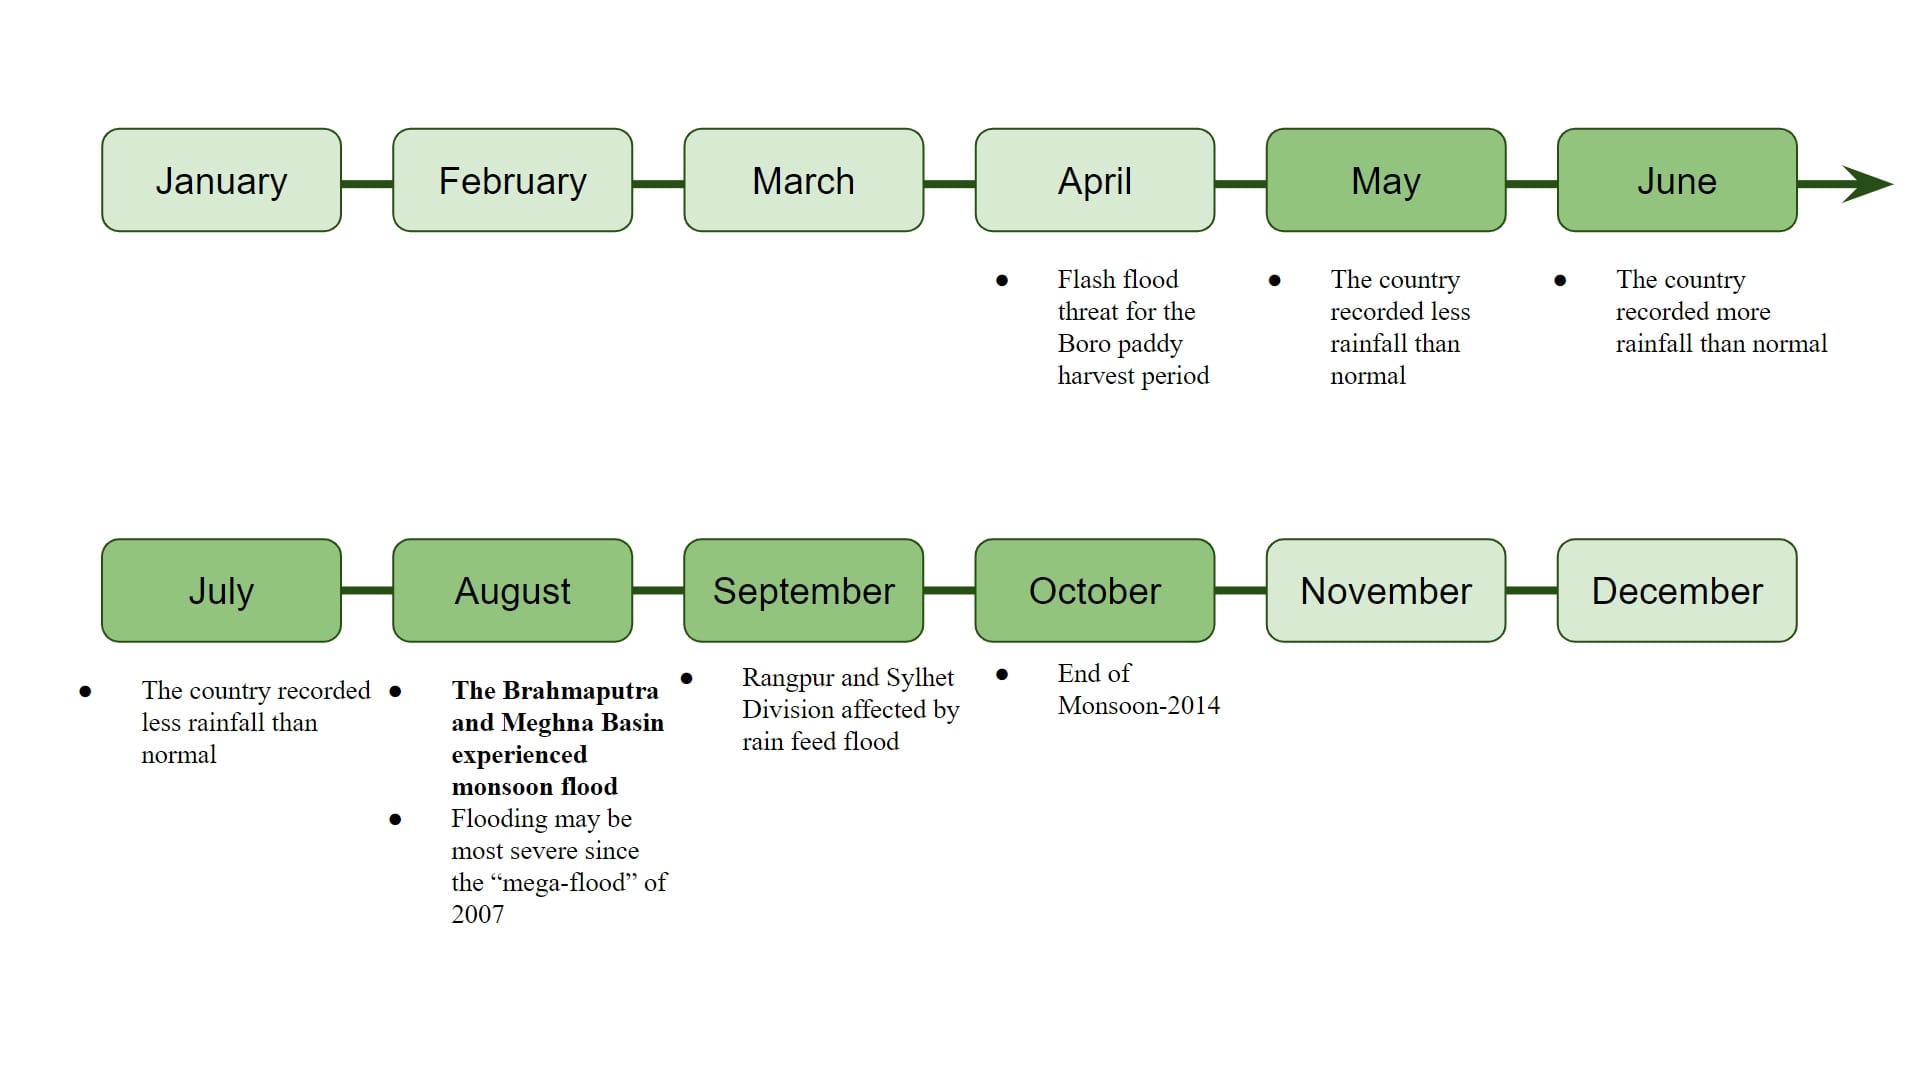 January
February
March
April
May
June
● Flash flood
threat for the
Boro paddy
harvest period
● The country
recorded less
rainfall than
normal
● The country
recorded more
rainfall than normal
July
August
September
October
November
December
● The country recorded
less rainfall than
normal
● The Brahmaputra
and Meghna Basin
experienced
monsoon flood
● Flooding may be
most severe since
the “mega-flood” of
2007
● Rangpur and Sylhet
Division affected by
rain feed flood
● End of
Monsoon-2014